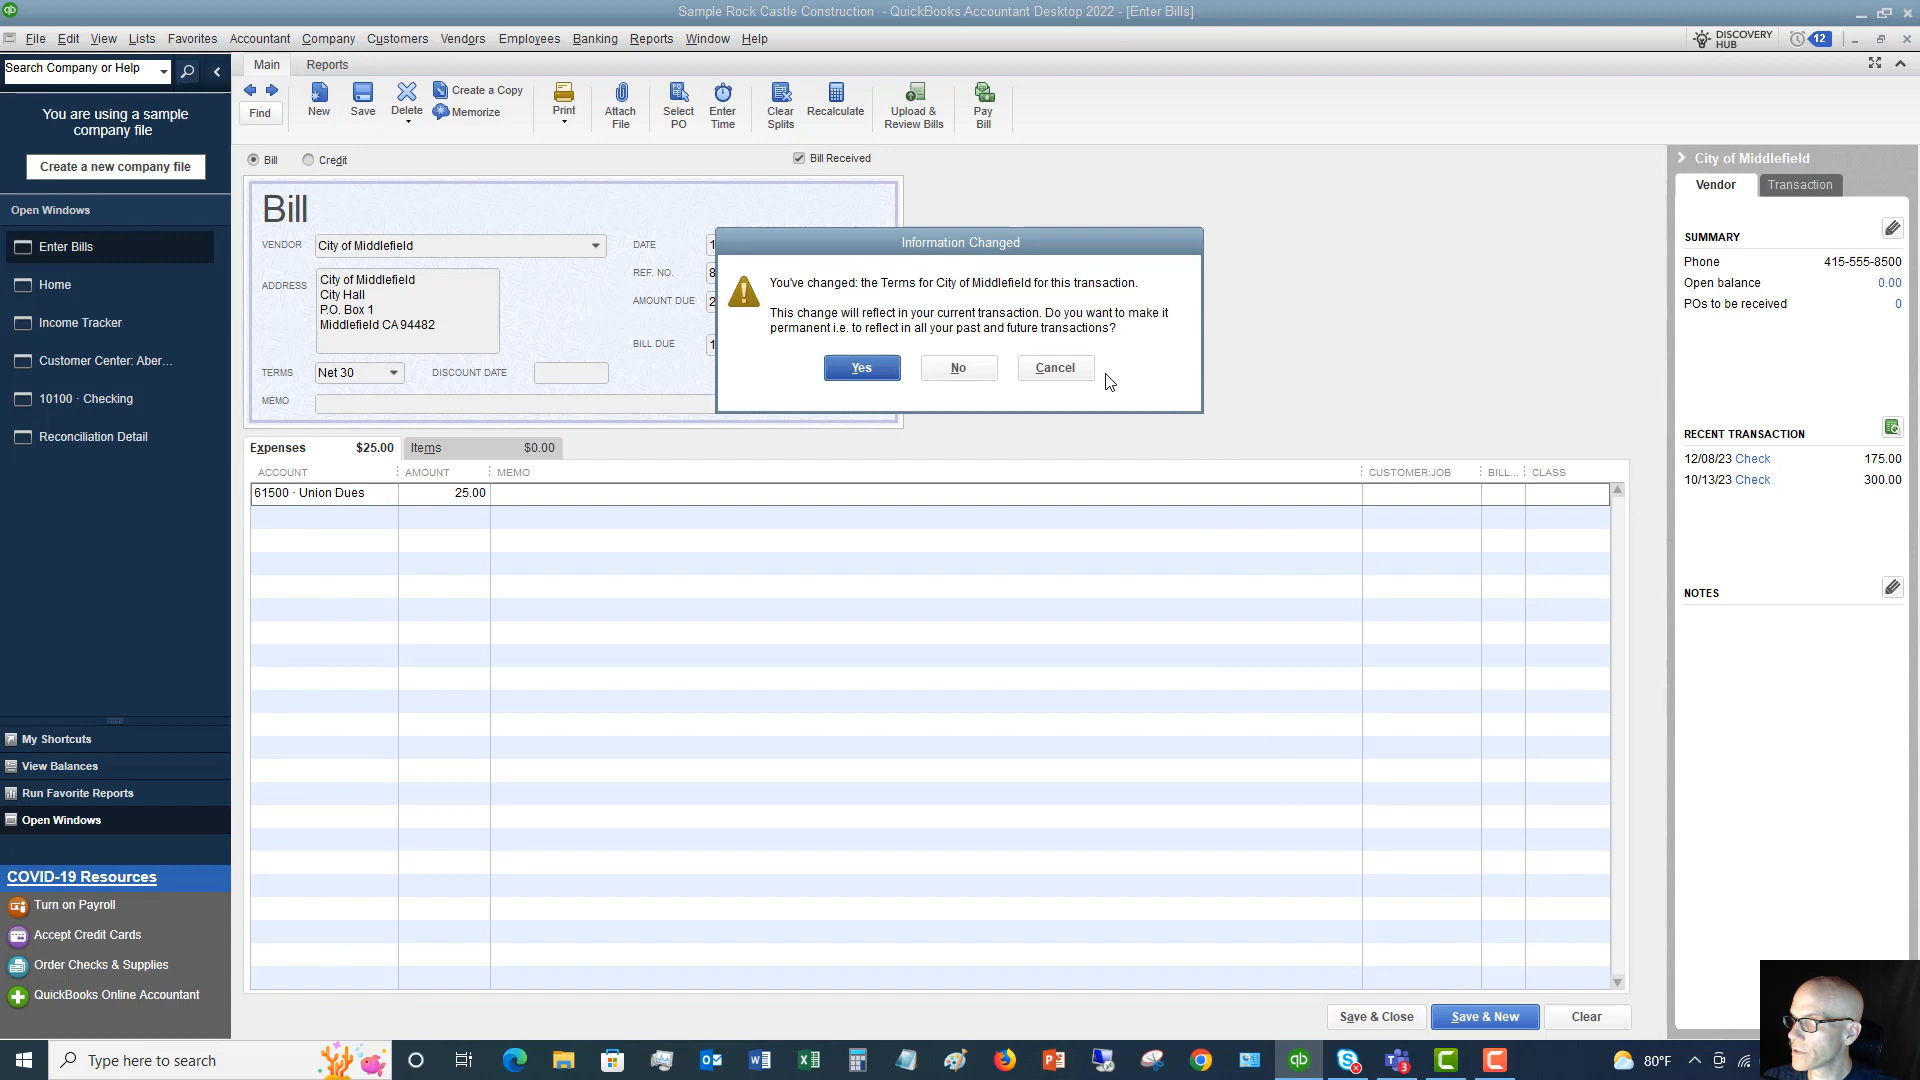 Sample Rock Castle Construction - QuickBooks Accountant Desktop 2022 - [Enter Bills]
File Edit View Lists Favorites Accountant Company Customers Vendors Employees Banking Reports Window Help
DISCOVERY HUB
12
Search Company or Help
Main Reports
Find
New
Save
Delete
Create a Copy
Memorize
Print
Attach File
Select PO
Enter Time
Clear Splits
Recalculate
Upload & Review Bills
Pay Bill
You are using a sample company file
Create a new company file
Open Windows
Enter Bills
Home
Income Tracker
Customer Center: Aber...
10100 · Checking
Reconciliation Detail
My Shortcuts
View Balances
Run Favorite Reports
Open Windows
COVID-19 Resources
Turn on Payroll
Accept Credit Cards
Order Checks & Supplies
QuickBooks Online Accountant
Bill
Credit
Bill Received
Bill
VENDOR City of Middlefield
ADDRESS
City of Middlefield
City Hall
P.O. Box 1
Middlefield CA 94482
TERMS Net 30
DISCOUNT DATE
MEMO
DATE 1
REF. NO. 8
AMOUNT DUE 2
BILL DUE 1
Information Changed
You've changed: the Terms for City of Middlefield for this transaction.
This change will reflect in your current transaction. Do you want to make it
permanent i.e. to reflect in all your past and future transactions?
Yes No Cancel
Expenses $25.00 Items $0.00
ACCOUNT AMOUNT MEMO CUSTOMER:JOB BILL... CLASS
61500 · Union Dues 25.00
Save & Close Save & New Clear
City of Middlefield
Vendor Transaction
SUMMARY
Phone 415-555-8500
Open balance 0.00
POs to be received 0
RECENT TRANSACTION
12/08/23 Check 175.00
10/13/23 Check 300.00
NOTES
Type here to search
3
80°F